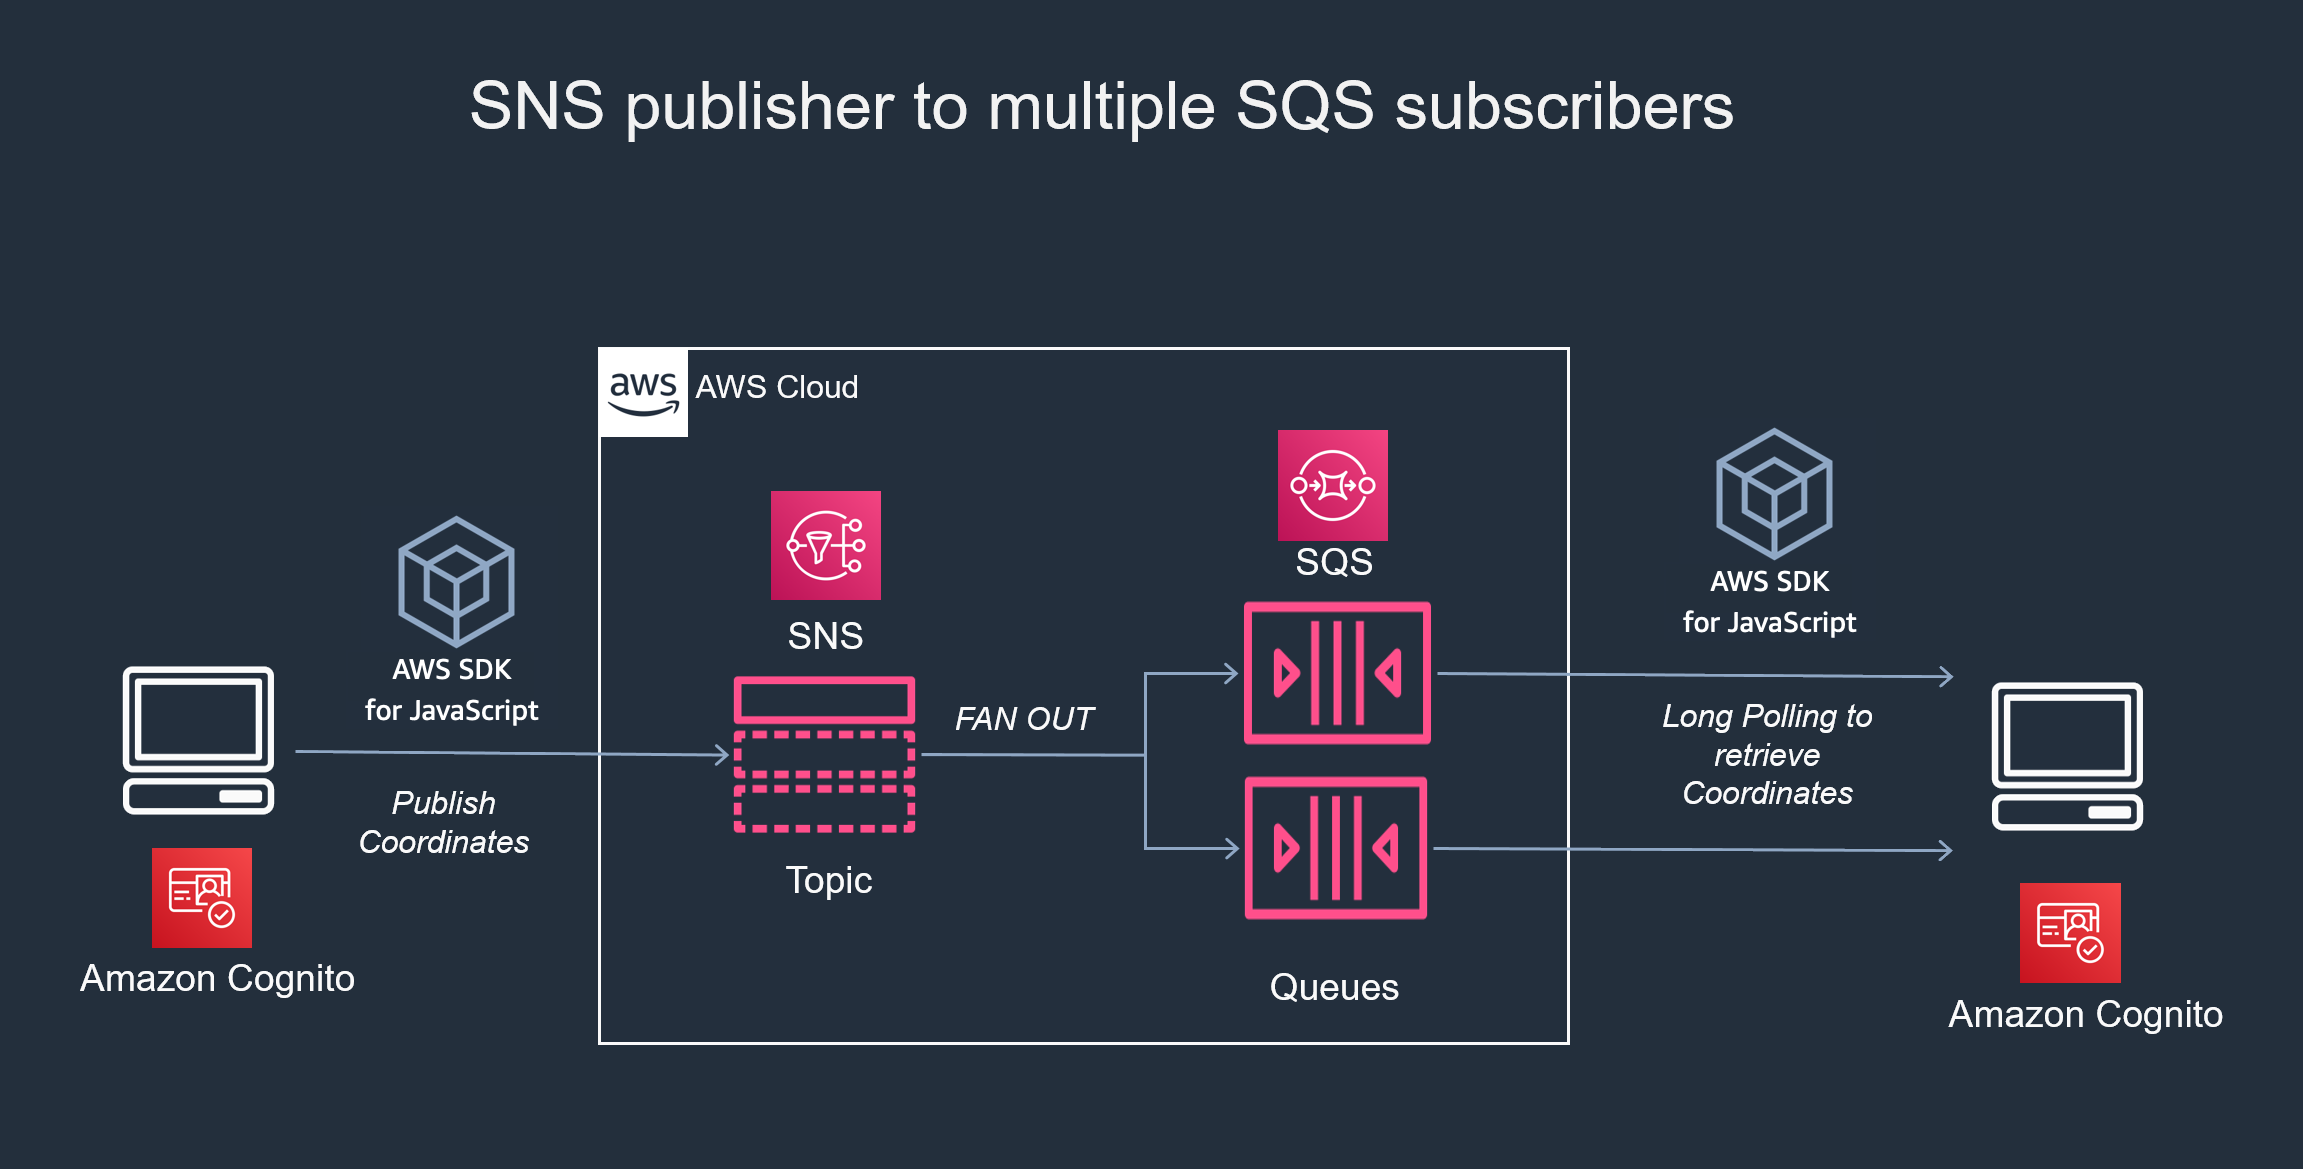 SNS publisher to multiple SQS subscribers
aws
AWS Cloud
AWS SDK
for JavaScript
Publish
Coordinates
Amazon Cognito
SNS
Topic
FAN OUT
SQS
Queues
AWS SDK
for JavaScript
Long Polling to
retrieve
Coordinates
Amazon Cognito